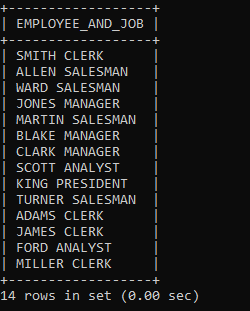 +------------------+
| EMPLOYEE_AND_JOB |
+------------------+
| SMITH CLERK      |
| ALLEN SALESMAN   |
| WARD SALESMAN    |
| JONES MANAGER    |
| MARTIN SALESMAN  |
| BLAKE MANAGER    |
| CLARK MANAGER    |
| SCOTT ANALYST    |
| KING PRESIDENT   |
| TURNER SALESMAN  |
| ADAMS CLERK      |
| JAMES CLERK      |
| FORD ANALYST     |
| MILLER CLERK     |
+------------------+
14 rows in set (0.00 sec)